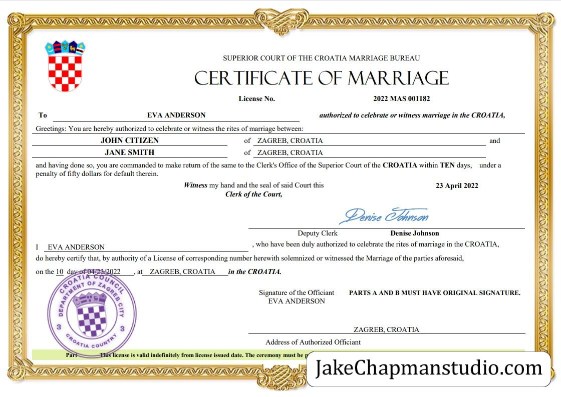 SUPERIOR COURT OF THE CROATIA MARRIAGE BUREAU
CERTIFICATE OF MARRIAGE
License No. 2022 MAS 001182
To EVA ANDERSON authorized to celebrate or witness marriage in the CROATIA,
Greetings: You are hereby authorized to celebrate or witness the rites of marriage between:
JOHN CITIZEN of ZAGREB, CROATIA and
JANE SMITH of ZAGREB, CROATIA
and having done so, you are commanded to make return of the same to the Clerk's Office of the Superior Court of the CROATIA within TEN days, under a
penalty of fifty dollars for default therein.
Witness my hand and the seal of said Court this 23 April 2022
Clerk of the Court,
Denise Johnson
Deputy Clerk Denise Johnson
I EVA ANDERSON , who have been duly authorized to celebrate the rites of marriage in the CROATIA,
do hereby certify that, by authority of a License of corresponding number herewith solemnized or witnessed the Marriage of the parties aforesaid,
on the 10 day of 04/23/2022 , at ZAGREB, CROATIA in the CROATIA.
CROATIA COUNCIL
DEPARTMENT OF ZAGREB CITY
CROATIA COUNTRY
Signature of the Officiant PARTS A AND B MUST HAVE ORIGINAL SIGNATURE.
EVA ANDERSON
ZAGREB, CROATIA
Address of Authorized Officiant
Part This license is valid indefinitely from license issued date. The ceremony must be
JakeChapmanstudio.com